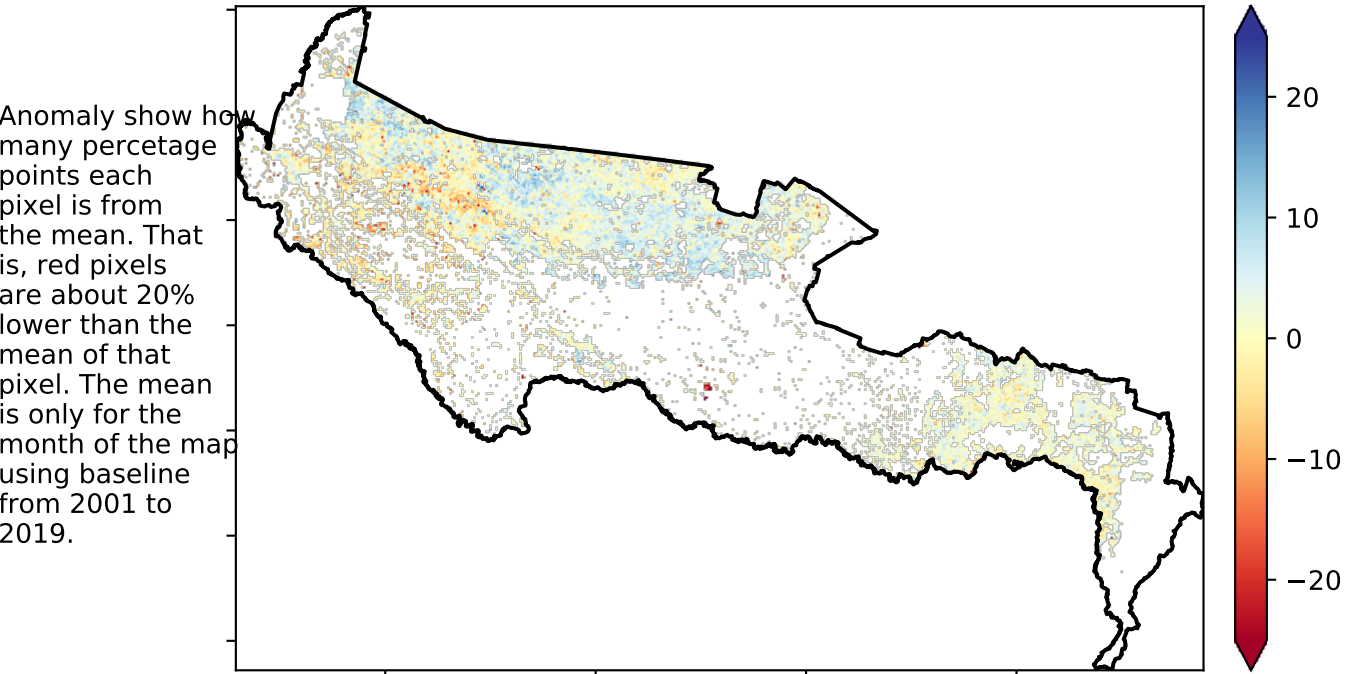 Anomaly show how
many percetage
points each
pixel is from
the mean. That
is, red pixels
are about 20%
lower than the
mean of that
pixel. The mean
is only for the
month of the map
using baseline
from 2001 to
2019.
20
10
0
−10
−20